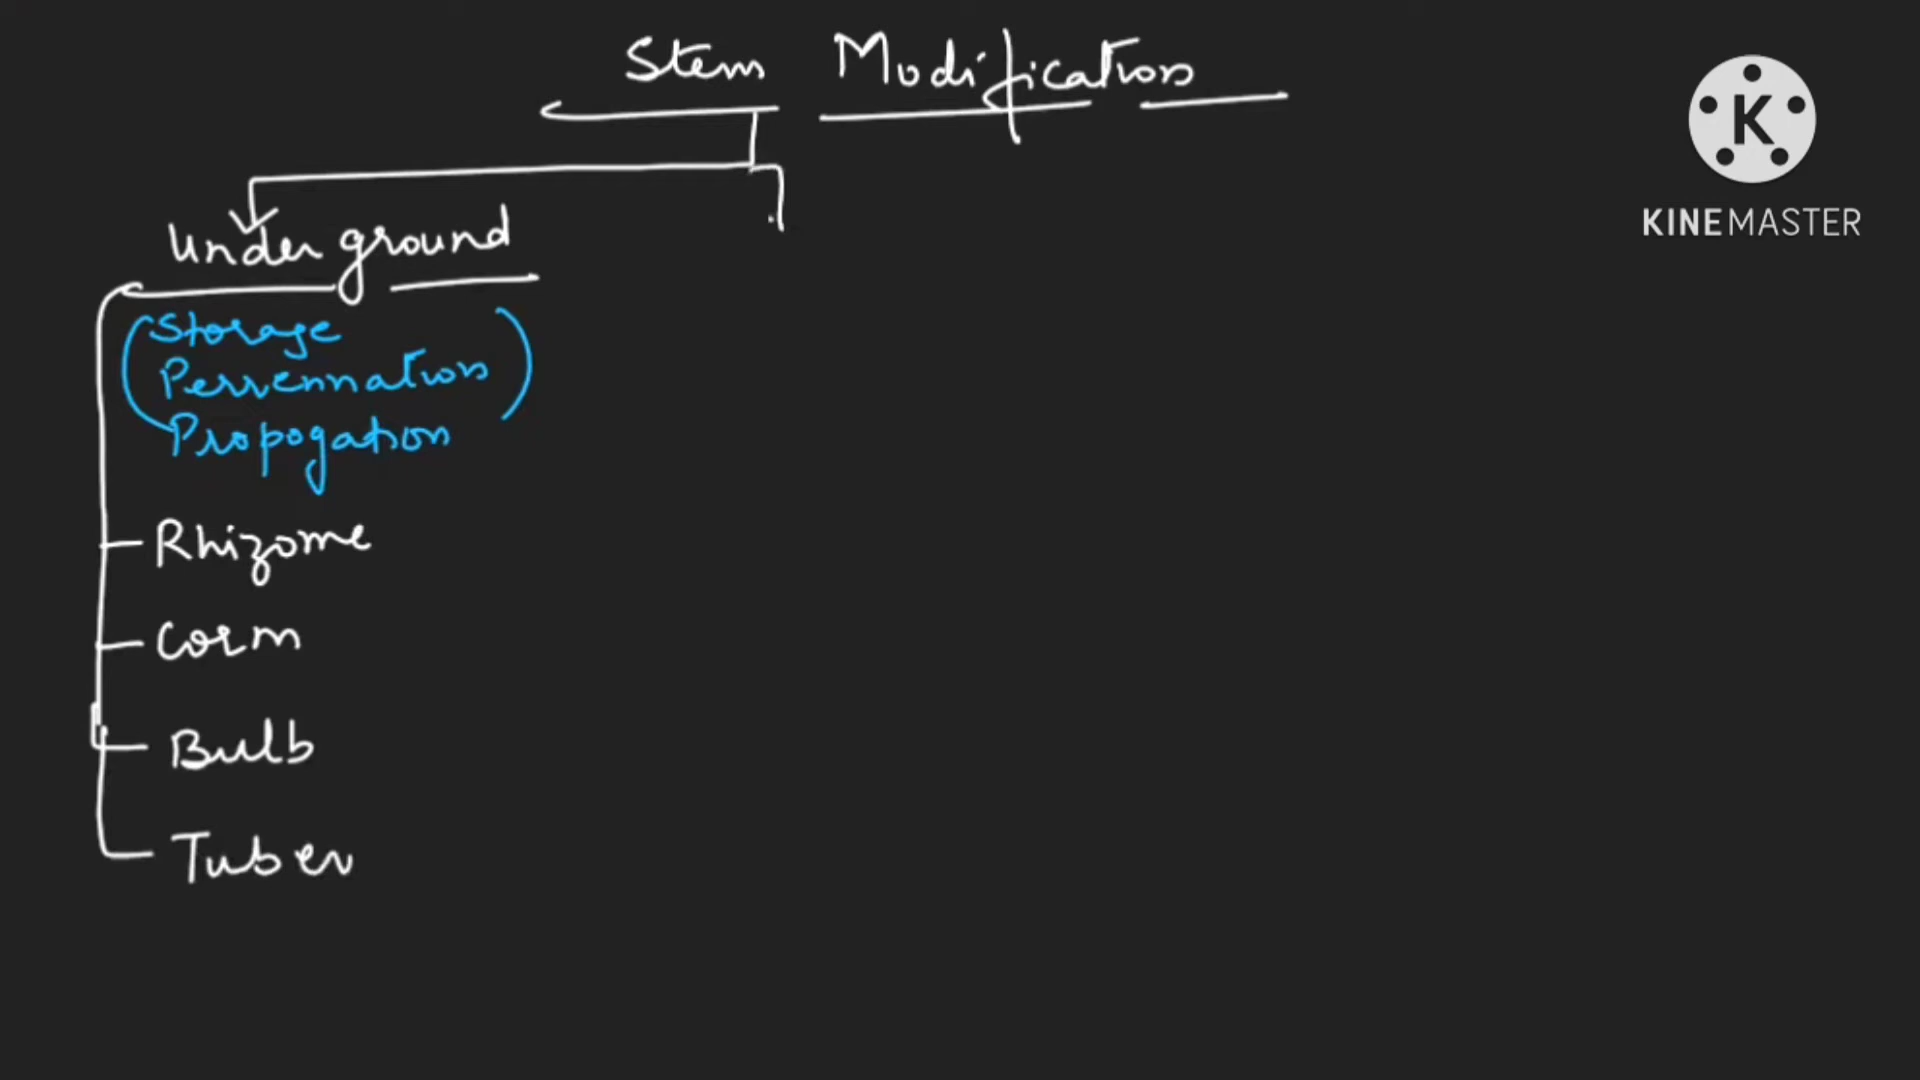 Stem Modification
K
KINEMASTER
Underground
(Storage
Perrennation)
Propogation
Rhizome
Corm
Bulb
Tuber